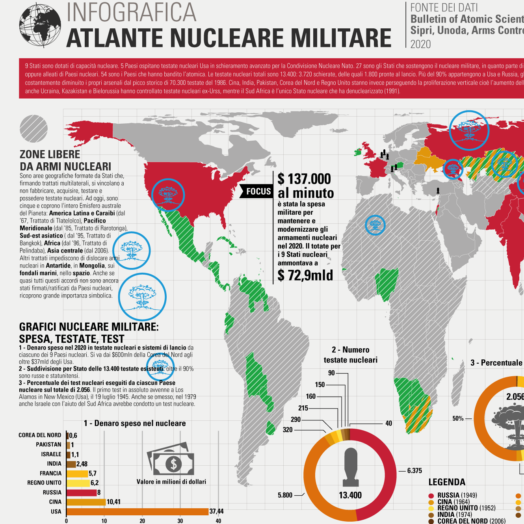 INFOGRAFICA
ATLANTE NUCLEARE MILITARE
FONTE DEI DATI
Bulletin of Atomic Scient
Sipri, Unoda, Arms Contro
2020
9 Stati sono dotati di capacità nucleare. 5 Paesi ospitano testate nucleari Usa in schieramento avanzato per la Condivisione Nucleare Nato. 27 sono gli Stati che sostengono il nucleare militare, in quanto parte di
oppure alleati di Paesi nucleari. 54 sono i Paesi che hanno bandito l'atomica. Le testate nucleari totali sono 13.400: 3.720 schierate, delle quali 1.800 pronte al lancio. Più del 90% appartengono a Usa e Russia,
costantemente diminuito i propri arsenali dal picco storico di 70.300 testate del 1986. Cina, India, Pakistan, Corea del Nord e Regno Unito stanno invece perseguendo la proliferazione verticale cioè l'aumento
anche Ucraina, Kazakistan e Bielorussia hanno controllato testate nucleari ex-Urss, mentre il Sud Africa è l'unico Stato nucleare che ha denuclearizzato (1991)
ZONE LIBERE
DA ARMI NUCLEARI
Sono aree geografiche formate da Stati che,
firmando trattati multilaterali, si vincolano a
non fabbricare, acquisire, testare e
possedere testate nucleari. Ad oggi, sono
cinque e coprono l'intero Emisfero australe
del Pianeta: America Latina e Caraibi (dal
'67, Trattato di Tlatelolco), Pacifico
Meridionale (dal '85, Trattato di Rarotonga),
Sud-est asiatico ( dal '95, Trattato di
Bangkok), Africa (dal '96, Trattato di
Pelindaba), Asia centrale (dal 2006).
Altri trattati impediscono di dislocare armi
nucleari in Antartide, in Mongolia, sui
fondali marini, nello spazio. Anche se
quasi tutti questi accordi non sono ancora
stati firmati/ratificati da Paesi nucleari,
ricoprono grande importanza simbolica.
FOCUS
$ 137.000
al minuto
è stata la spesa
militare per
mantenere e
modernizzare gli
armamenti nucleari
nel 2020. Il totale per
i 9 Stati nucleari
ammontava a
$ 72,9mld
GRAFICI NUCLEARE MILITARE:
SPESA, TESTATE, TEST
1 - Denaro speso nel 2020 in testate nucleari e sistemi di lancio da
ciascuno dei 9 Paesi nucleari. Si va dai $600mln della Corea del Nord agli
oltre $37mld degli Usa.
2 - Suddivisione per Stato delle 13.400 testate esistenti, oltre il 90%
sono russe e statunitensi.
3 - Percentuale dei test nucleari eseguiti da ciascun Paese
nucleare sul totale di 2.056. Il primo test in assoluto avvenne a Los
Alamos in New Mexico (Usa), il 19 luglio 1945. Anche se omesso, nel 1979
anche Israele con l'aiuto del Sud Africa avrebbe condotto un test nucleare.
1 - Denaro speso nel nucleare
COREA DEL NORD 0,6
PAKISTAN 1
ISRAELE 1,1
INDIA 2,48
FRANCIA 5,7
REGNO UNITO 6,2
RUSSIA 8
CINA 10,41
USA 37,44
0 10 20 30 40
$
Valore in milioni di dollari
2 - Numero
testate nucleari
90
150
160
215
290
320
40
6.375
5.800
13.400
3 - Percentuale
2.056
50%
LEGENDA
RUSSIA (1949)
CINA (1964)
REGNO UNITO (1952)
INDIA (1974)
COREA DEL NORD (2006)